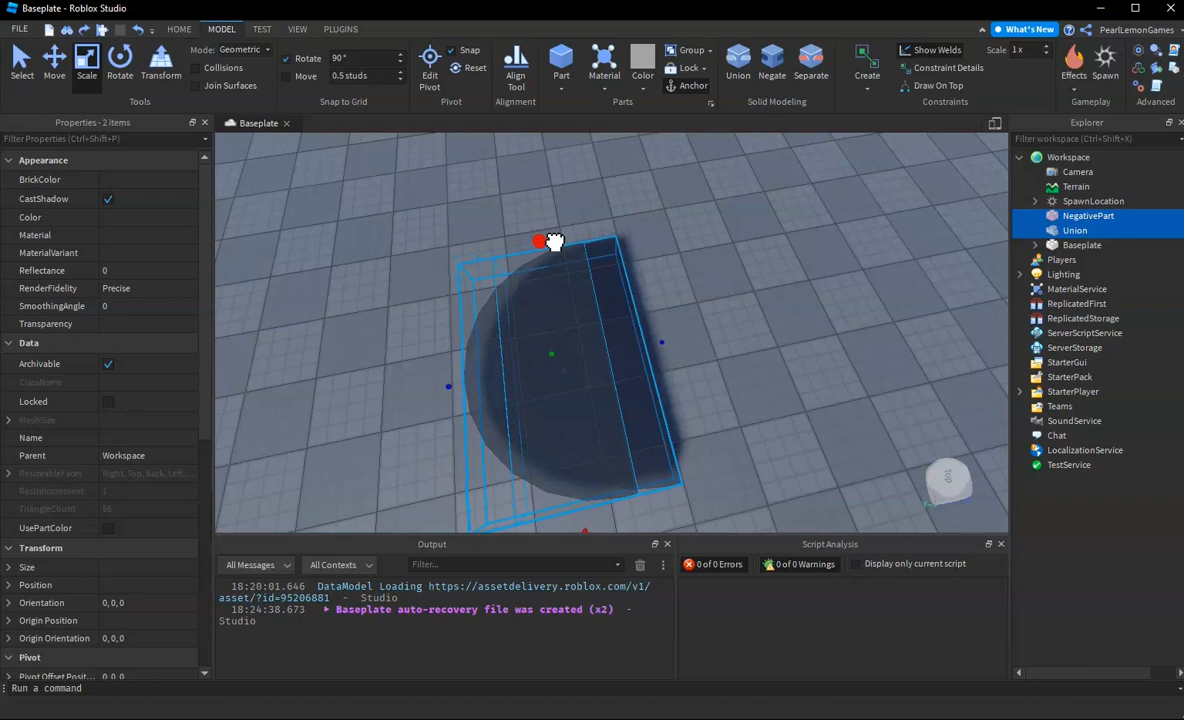 Baseplate - Roblox Studio
FILE HOME MODEL TEST VIEW PLUGINS What's New PearlLemonGames
Select Move Scale Rotate Transform
Mode: Geometric
Collisions
Join Surfaces
Tools
Rotate 90°
Move 0.5 studs
Snap to Grid
Edit Pivot
Snap
Reset
Pivot
Align Tool
Alignment
Part Material Color
Group
Lock
Anchor
Parts
Union Negate Separate
Solid Modeling
Create
Show Welds Scale 1 x
Constraint Details
Draw On Top
Constraints
Effects Spawn
Gameplay
Advanced
Properties - 2 items
Filter Properties (Ctrl+Shift+P)
Appearance
BrickColor
CastShadow
Color
Material
MaterialVariant
Reflectance 0
RenderFidelity Precise
SmoothingAngle 0
Transparency
Data
Archivable
ClassName
Locked
MeshSize
Name
Parent Workspace
ResizeableFaces Right, Top, Back, Left,...
ResizeIncrement 1
TriangleCount 56
UsePartColor
Transform
Size
Position
Orientation 0,0,0
Origin Position
Origin Orientation 0,0,0
Pivot
Pivot Offset Posit... 0,0,0
Baseplate
Top
Output
All Messages All Contexts Filter...
18:20:01.646 DataModel Loading https://assetdelivery.roblox.com/v1/
asset/?id=95206881 - Studio
18:24:38.673 Baseplate auto-recovery file was created (x2) -
Studio
Script Analysis
0 of 0 Errors 0 of 0 Warnings Display only current script
Explorer
Filter workspace (Ctrl+Shift+X)
Workspace
Camera
Terrain
SpawnLocation
NegativePart
Union
Baseplate
Players
Lighting
MaterialService
ReplicatedFirst
ReplicatedStorage
ServerScriptService
ServerStorage
StarterGui
StarterPack
StarterPlayer
Teams
SoundService
Chat
LocalizationService
TestService
Run a command